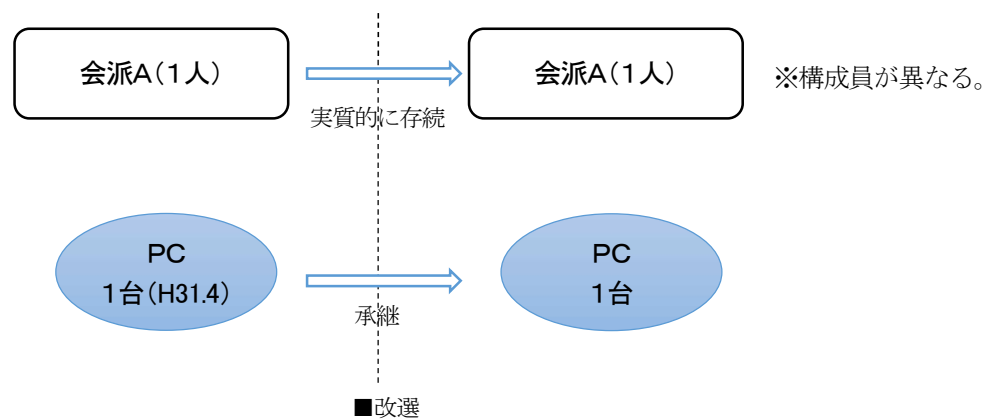 会派A(1人)
会派A(1人)
※構成員が異なる。
実質的に存続
PC
1台(H31.4)
PC
1台
承継
■改選